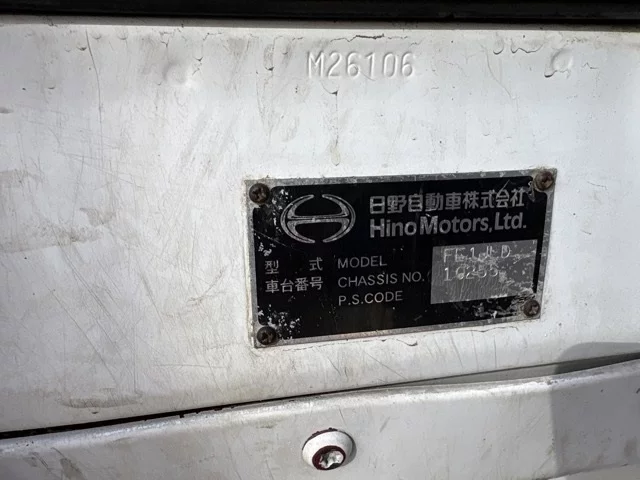 M26106
日野自動車株式会社
Hino Motors, Ltd.
型 式 MODEL
車台番号 CHASSIS NO.
P.S.CODE